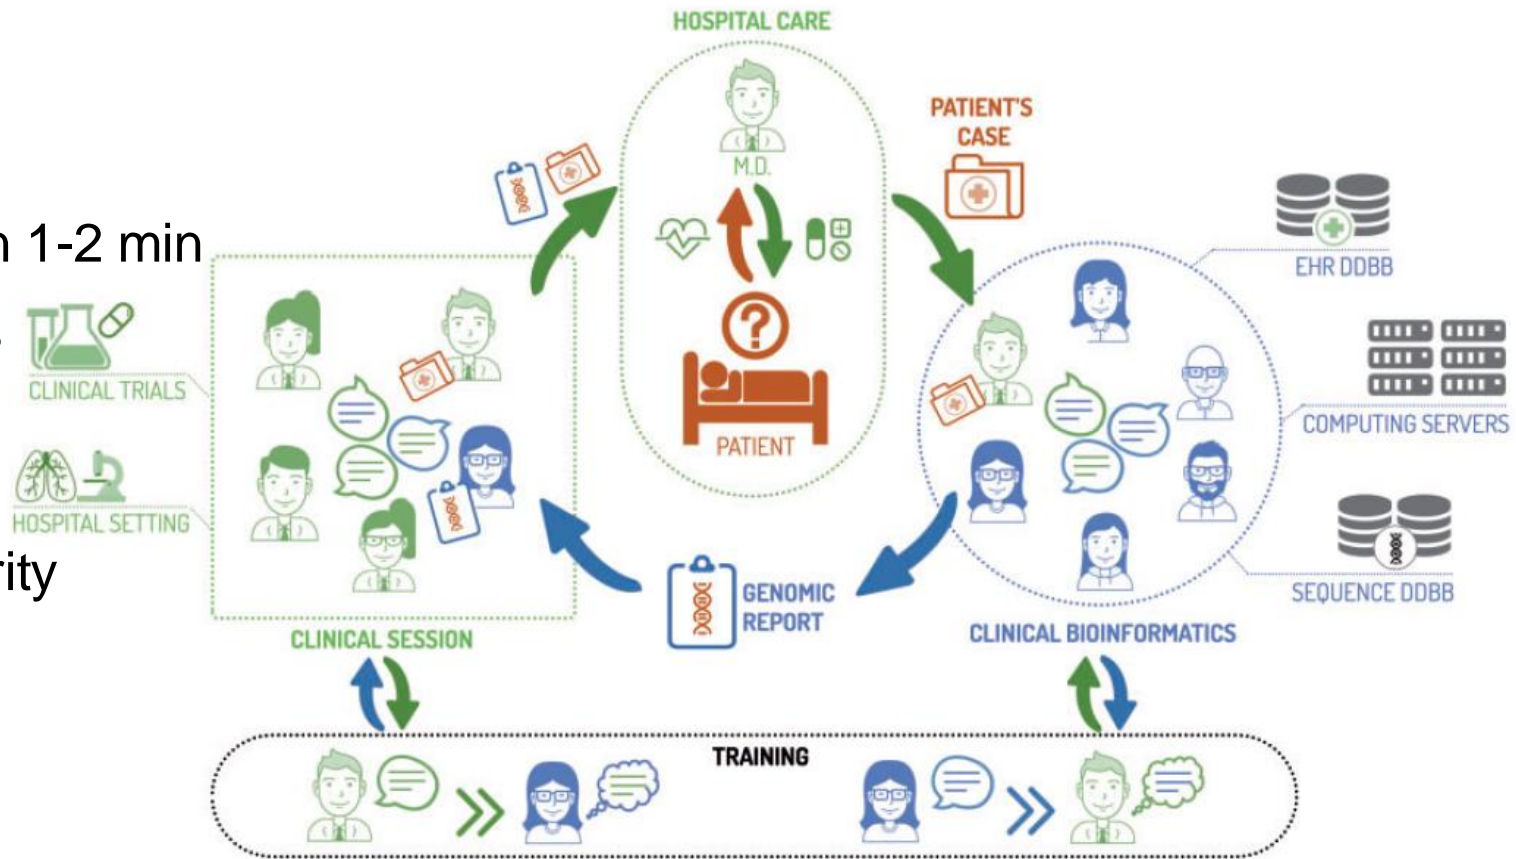 HOSPITAL CARE
M.D.
PATIENT
PATIENT'S
CASE
1-2 min
CLINICAL TRIALS
HOSPITAL SETTING
CLINICAL SESSION
GENOMIC
REPORT
CLINICAL BIOINFORMATICS
EHR DDBB
COMPUTING SERVERS
SEQUENCE DDBB
TRAINING